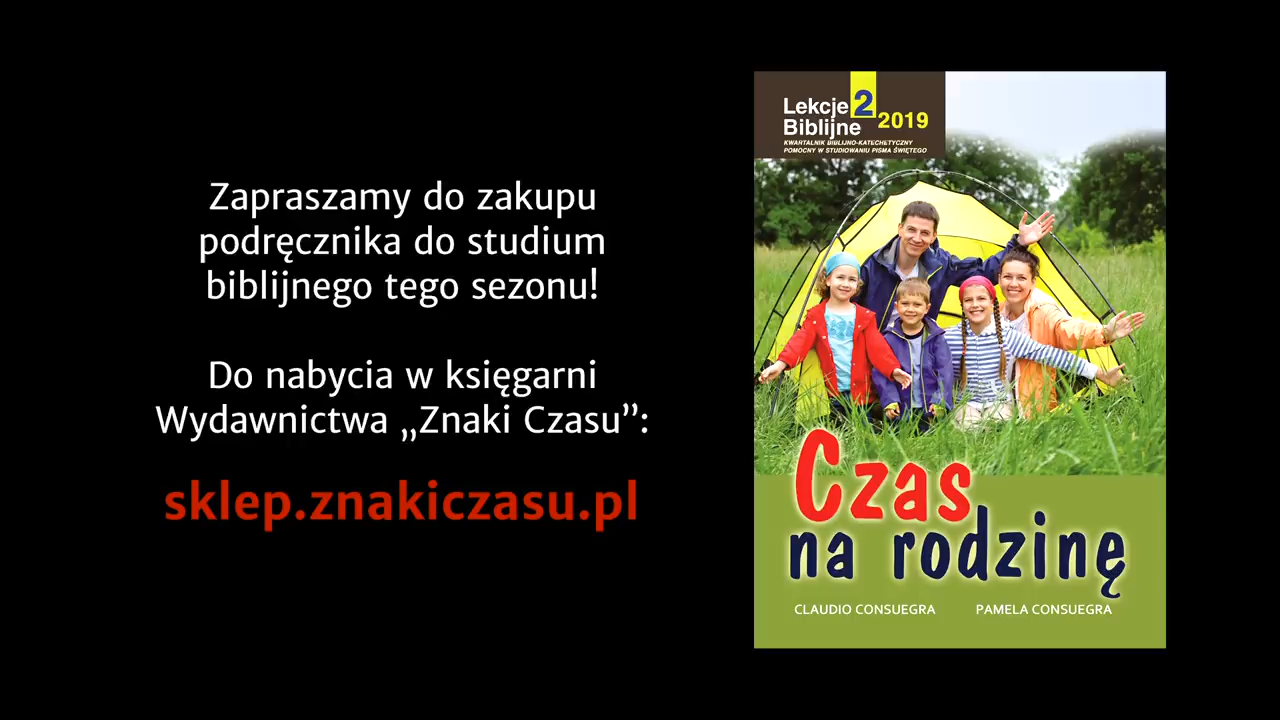 Zapraszamy do zakupu
podręcznika do studium
biblijnego tego sezonu!
Do nabycia w księgarni
Wydawnictwa „Znaki Czasu”:
sklep.znakiczasu.pl
Lekcje 2 2019
Biblijne
KWARTALNIK BIBLIJNO-KATECHETYCZNY
POMOCNY W STUDIOWANIU PISMA ŚWIĘTEGO
Czas
na rodzinę
CLAUDIO CONSUEGRA PAMELA CONSUEGRA